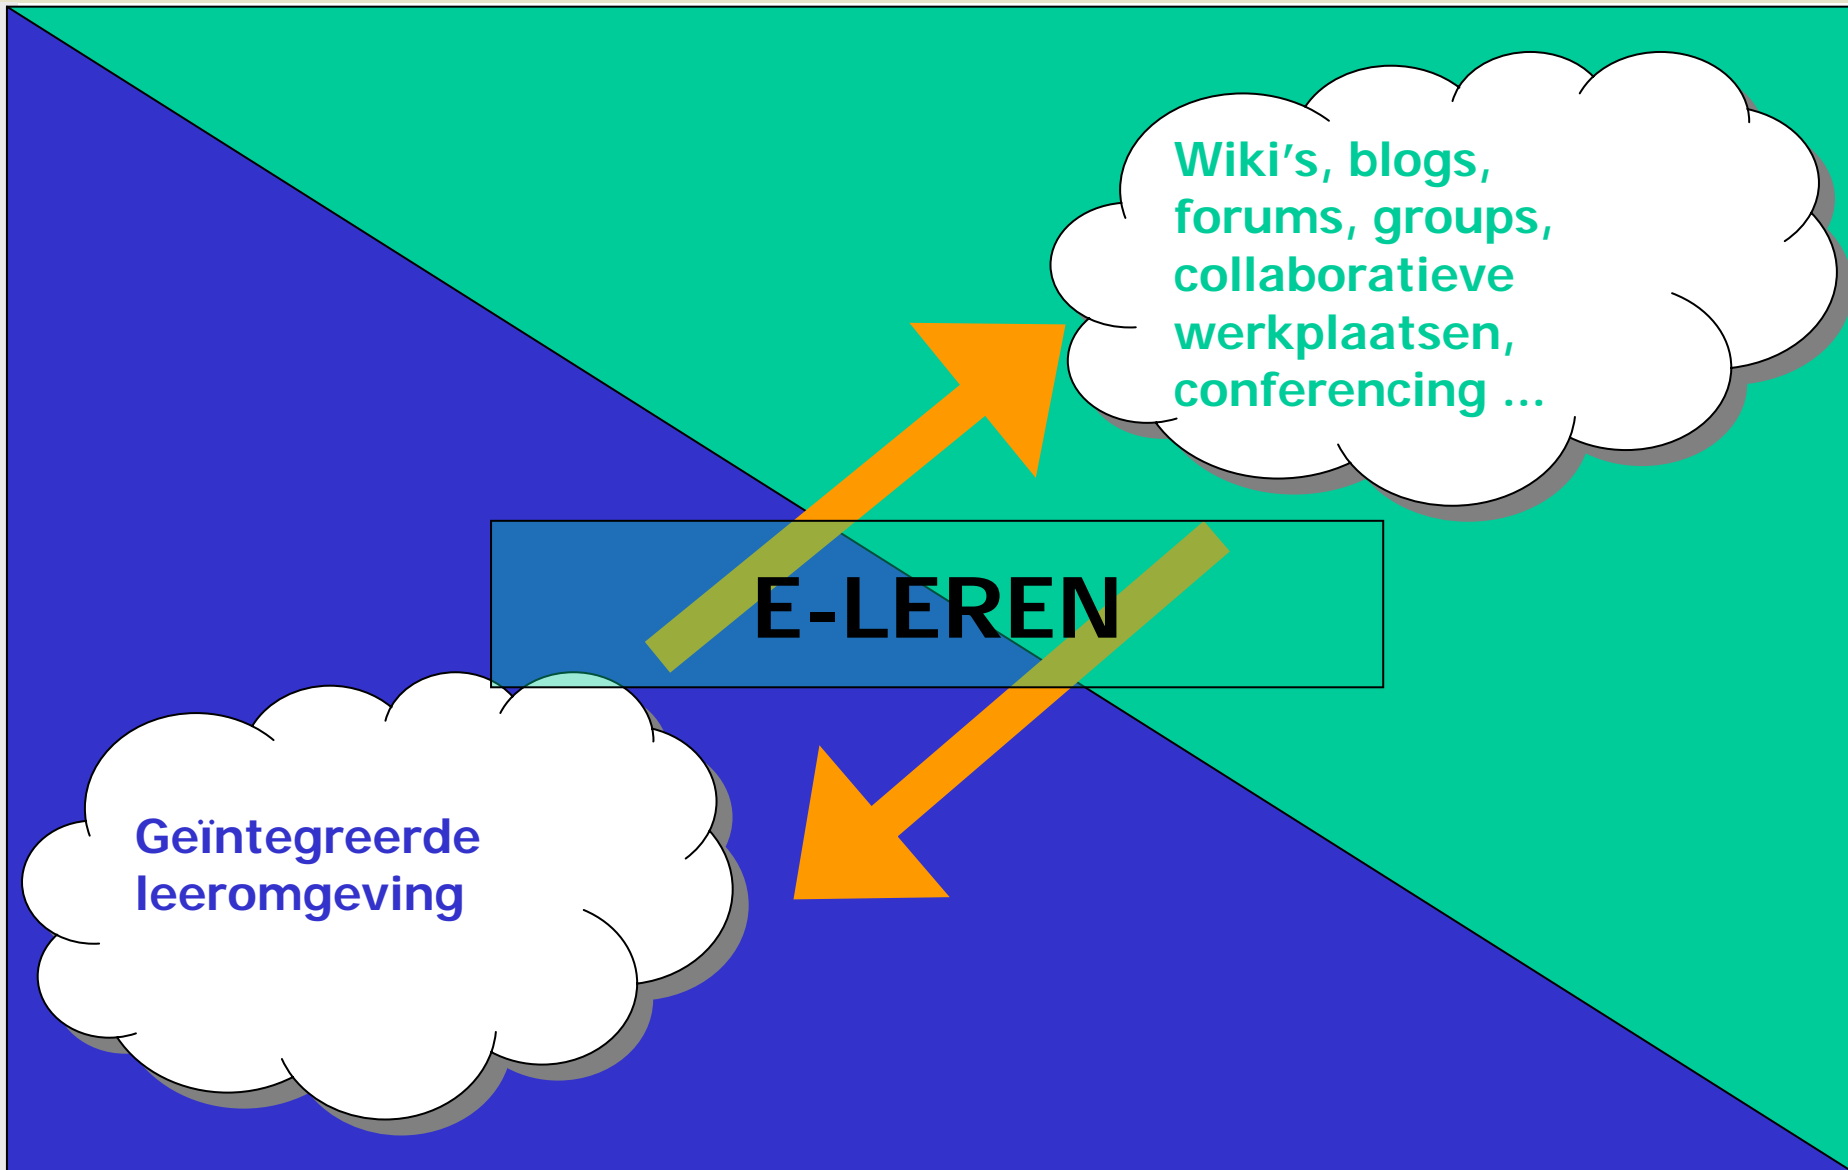 Wiki's, blogs,
forums, groups,
collaboratieve
werkplaatsen,
conferencing ...
E-LEREN
Geïntegreerde
leeromgeving